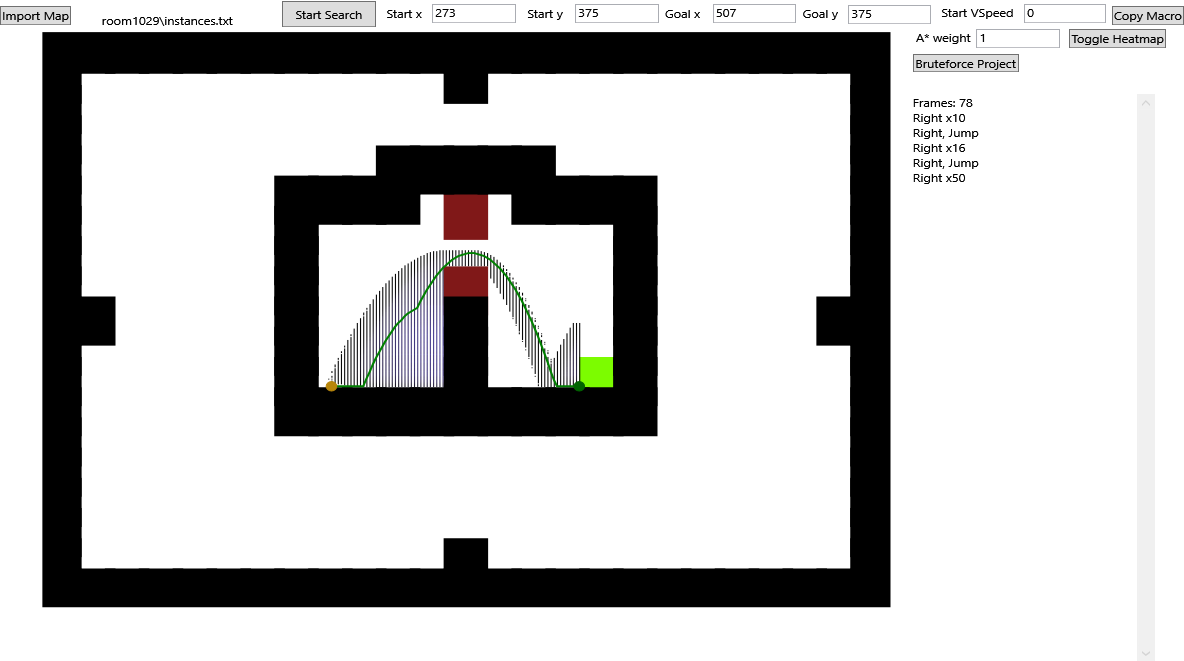 Import Map
room1029\instances.txt
Start Search
Start x 273
Start y 375
Goal x 507
Goal y 375
Start VSpeed 0
Copy Macro
A* weight 1
Toggle Heatmap
Bruteforce Project
Frames: 78
Right x10
Right, Jump
Right x16
Right, Jump
Right x50